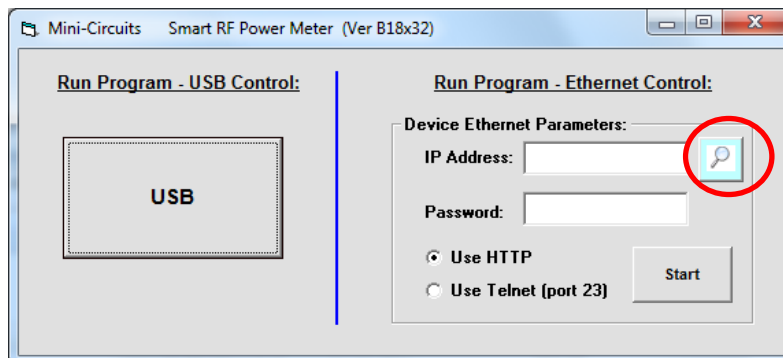 Mini-Circuits Smart RF Power Meter (Ver B18x32)
Run Program - USB Control:
USB
Run Program - Ethernet Control:
Device Ethernet Parameters:
IP Address:
Password:
Use HTTP
Use Telnet (port 23)
Start